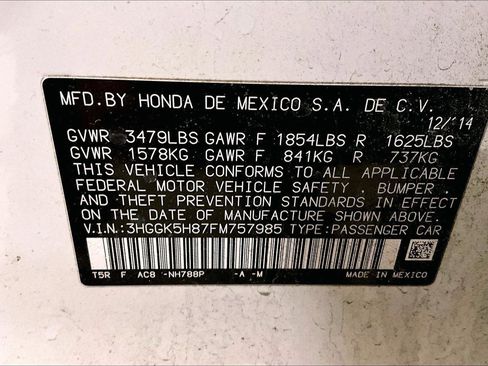 MFD.BY HONDA DE MEXICO S.A. DE C.V.
12/14
GVWR 3479LBS GAWR F 1854LBS R 1625LBS
GVWR 1578KG GAWR F 841KG R 737KG
THIS VEHICLE CONFORMS TO ALL APPLICABLE
FEDERAL MOTOR VEHICLE SAFETY . BUMPER .
AND THEFT PREVENTION STANDARDS IN EFFECT
ON THE DATE OF MANUFACTURE SHOWN ABOVE.
V.I.N.:3HGGK5H87FM757985 TYPE:PASSENGER CAR
T5R F AC8 -NH788P -A -M MADE IN MEXICO